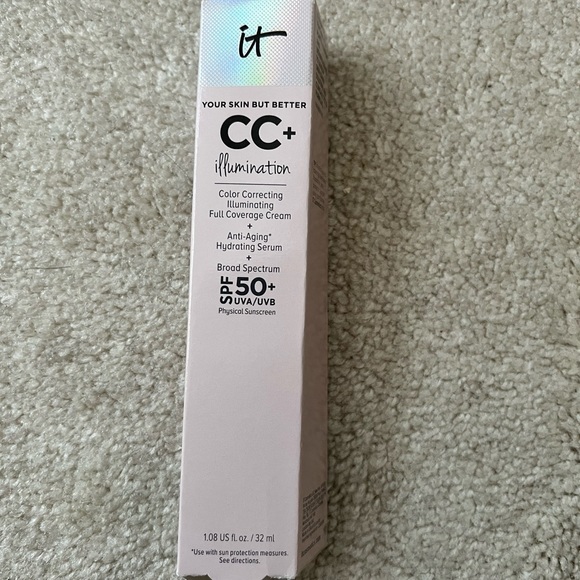 it
YOUR SKIN BUT BETTER
CC+
illumination
Color Correcting
Illuminating
Full Coverage Cream
+
Anti-Aging*
Hydrating Serum
+
Broad Spectrum
SPF 50+
UVA/UVB
Physical Sunscreen
1.08 US fl. oz. / 32 ml
*Use with sun protection measures.
See directions.